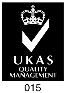 UKAS
QUALITY
MANAGEMENT
015